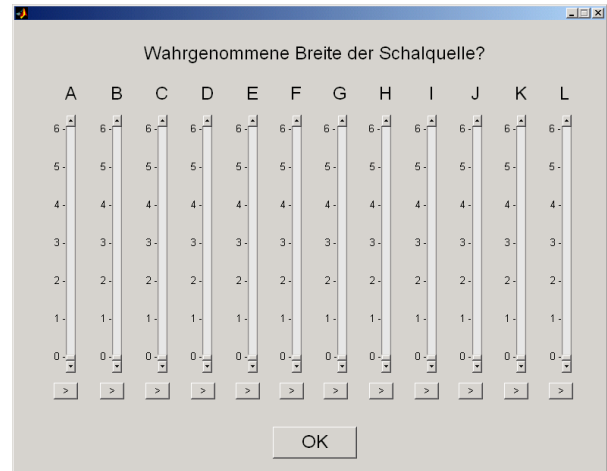 Wahrgenommene Breite der Schalquelle?
A B C D E F G H I J K L
6 - 6 - 6 - 6 - 6 - 6 - 6 - 6 - 6 - 6 - 6 - 6 -
5 - 5 - 5 - 5 - 5 - 5 - 5 - 5 - 5 - 5 - 5 - 5 -
4 - 4 - 4 - 4 - 4 - 4 - 4 - 4 - 4 - 4 - 4 - 4 -
3 - 3 - 3 - 3 - 3 - 3 - 3 - 3 - 3 - 3 - 3 - 3 -
2 - 2 - 2 - 2 - 2 - 2 - 2 - 2 - 2 - 2 - 2 - 2 -
1 - 1 - 1 - 1 - 1 - 1 - 1 - 1 - 1 - 1 - 1 - 1 -
0 - 0 - 0 - 0 - 0 - 0 - 0 - 0 - 0 - 0 - 0 - 0 -
> > > > > > > > > > > >
OK